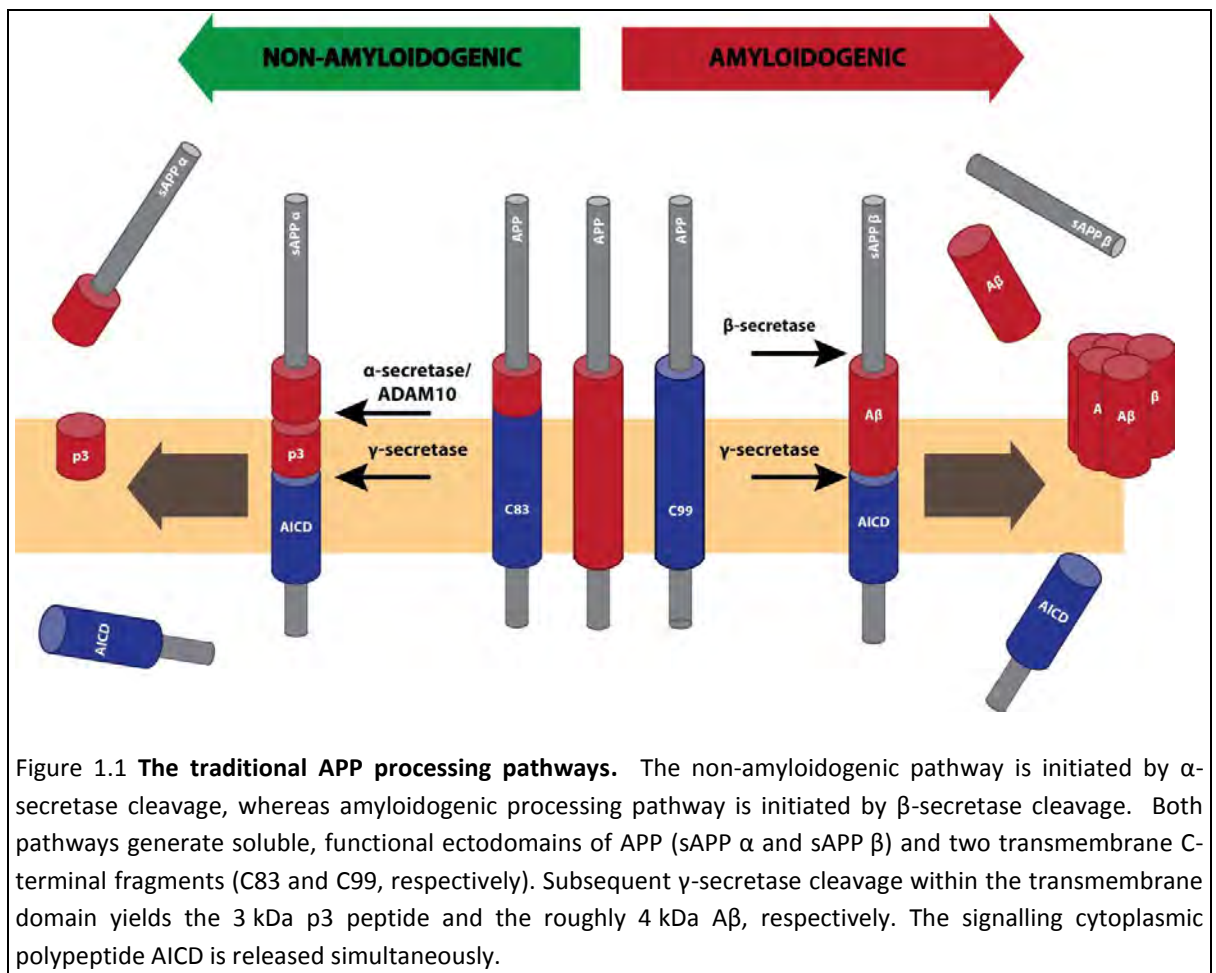 NON-AMYLOIDOGENIC
AMYLOIDOGENIC
sAPP α
sAPP α
APP
APP
APP
sAPP β
sAPP β
Aβ
β-secretase
α-secretase/
ADAM10
γ-secretase
γ-secretase
p3
p3
AICD
C83
C99
Aβ
AICD
A
Aβ
β
AICD
AICD
Figure 1.1 The traditional APP processing pathways. The non-amyloidogenic pathway is initiated by α-
secretase cleavage, whereas amyloidogenic processing pathway is initiated by β-secretase cleavage. Both
pathways generate soluble, functional ectodomains of APP (sAPP α and sAPP β) and two transmembrane C-
terminal fragments (C83 and C99, respectively). Subsequent γ-secretase cleavage within the transmembrane
domain yields the 3 kDa p3 peptide and the roughly 4 kDa Aβ, respectively. The signalling cytoplasmic
polypeptide AICD is released simultaneously.